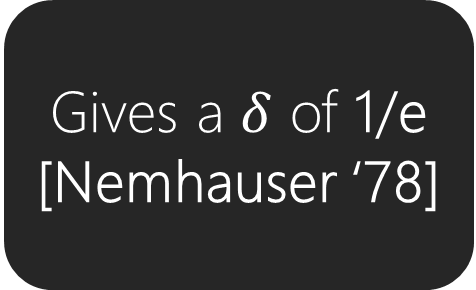 Gives a δ of 1/e
[Nemhauser ‘78]